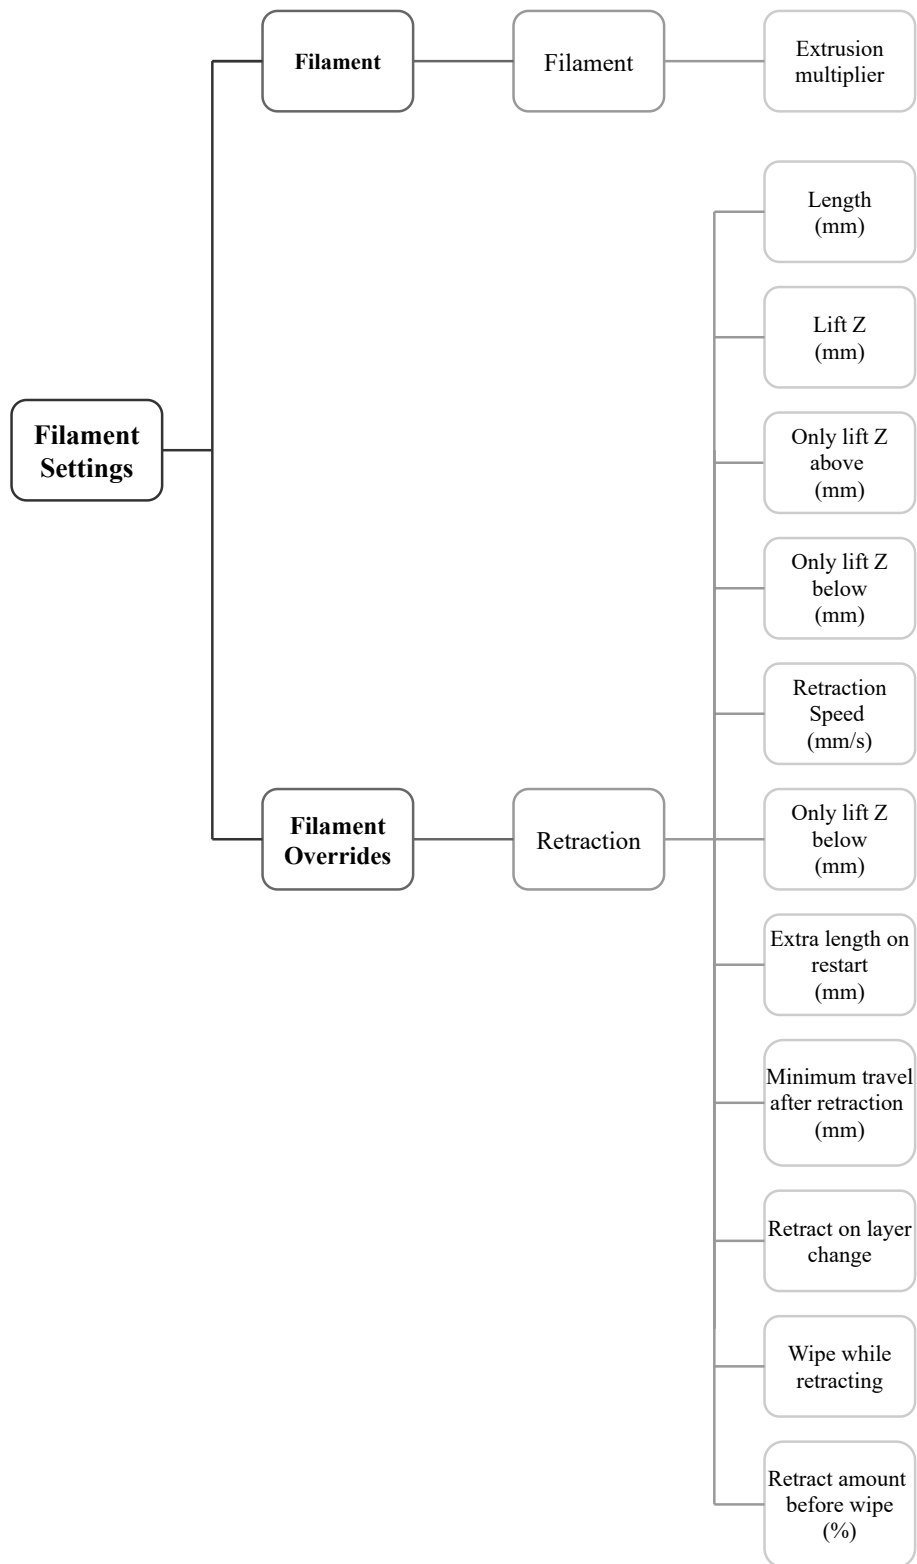 Filament
Filament
Extrusion
multiplier
Length
(mm)
Lift Z
(mm)
Filament
Settings
Only lift Z
above
(mm)
Only lift Z
below
(mm)
Retraction
Speed
(mm/s)
Filament
Overrides
Retraction
Only lift Z
below
(mm)
Extra length on
restart
(mm)
Minimum travel
after retraction
(mm)
Retract on layer
change
Wipe while
retracting
Retract amount
before wipe
(%)